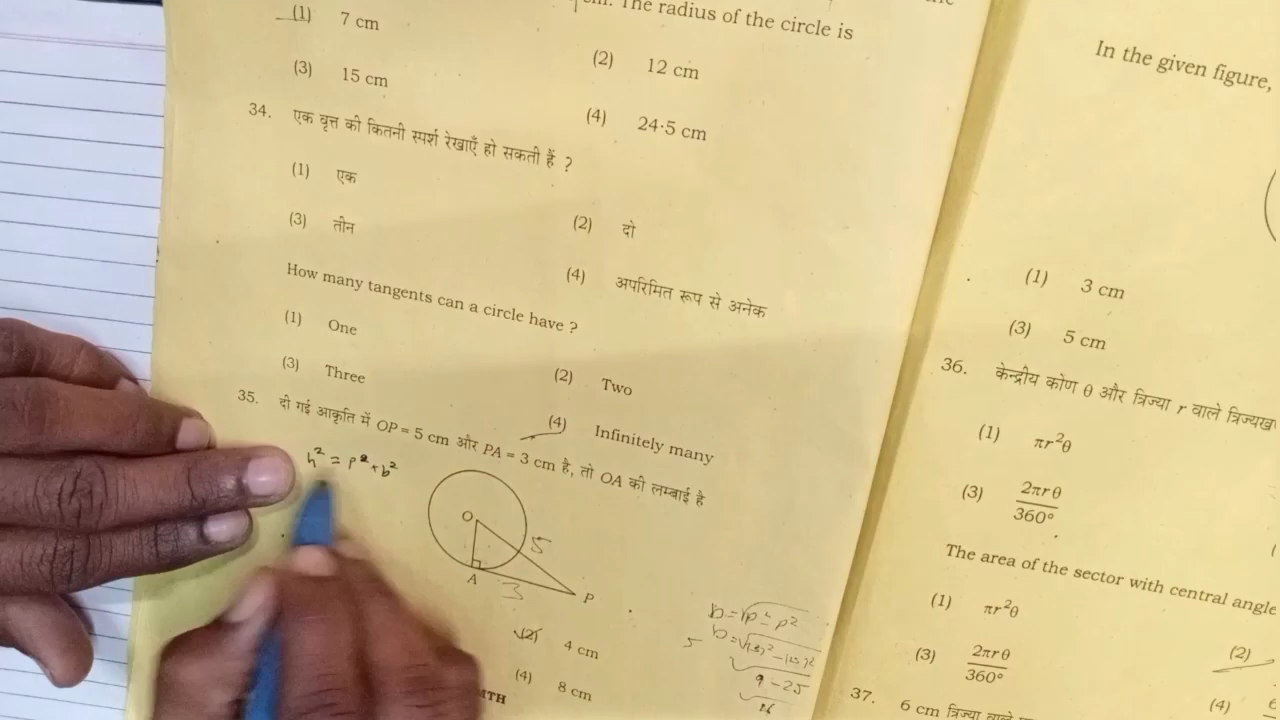 The radius of the circle is
(1) 7 cm
(2) 12 cm
(3) 15 cm
(4) 24·5 cm
34. एक वृत्त की कितनी स्पर्श रेखाएँ हो सकती हैं ?
(1) एक
(2) दो
(3) तीन
(4) अपरिमित रूप से अनेक
How many tangents can a circle have ?
(1) One
(2) Two
(3) Three
(4) Infinitely many
35. दी गई आकृति में OP = 5 cm और PA = 3 cm है, तो OA की लम्बाई है
h² = p² + b²
O
5
A
3
P
(2) 4 cm
(4) 8 cm
9 - 25
In the given figure,
(1) 3 cm
(3) 5 cm
36. केन्द्रीय कोण θ और त्रिज्या r वाले
(1) πr²θ
(3) 2πrθ
360°
The area of the sector with central angle
(1) πr²θ
(2)
(3) 2πrθ
360°
(4)
37. 6 cm त्रिज्या वाले